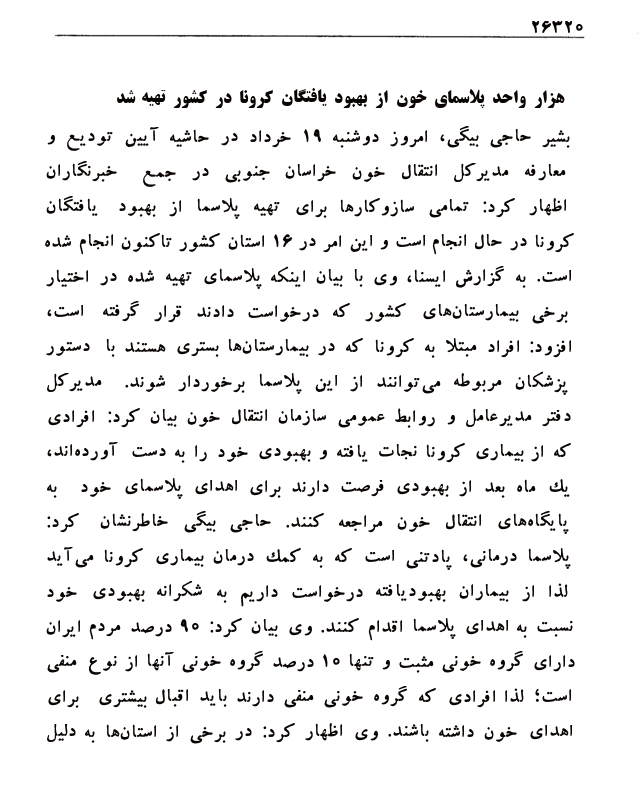 ۲۶۳۲۰
هزار واحد پلاسمای خون از بهبود یافتگان کرونا در کشور تهیه شد
بشیر حاجی بیگی، امروز دوشنبه ۱۹ خرداد در حاشیه آیین تودیع و
معارفه مدیرکل انتقال خون خراسان جنوبی در جمع خبرنگاران
اظهار کرد: تمامی سازوکارها برای تهیه پلاسما از بهبود یافتگان
کرونا در حال انجام است و این امر در ۱۶ استان کشور تاکنون انجام شده
است. به گزارش ایسنا، وی با بیان اینکه پلاسمای تهیه شده در اختیار
برخی بیمارستان‌های کشور که درخواست دادند قرار گرفته است،
افزود: افراد مبتلا به کرونا که در بیمارستان‌ها بستری هستند با دستور
پزشکان مربوطه می‌توانند از این پلاسما برخوردار شوند. مدیرکل
دفتر مدیرعامل و روابط عمومی سازمان انتقال خون بیان کرد: افرادی
که از بیماری کرونا نجات یافته و بهبودی خود را به دست آورده‌اند،
یك ماه بعد از بهبودی فرصت دارند برای اهدای پلاسمای خود به
پایگاه‌های انتقال خون مراجعه کنند. حاجی بیگی خاطرنشان کرد:
پلاسما درمانی، پادتنی است که به کمك درمان بیماری کرونا می‌آید
لذا از بیماران بهبودیافته درخواست داریم به شکرانه بهبودی خود
نسبت به اهدای پلاسما اقدام کنند. وی بیان کرد: ۹۰ درصد مردم ایران
دارای گروه خونی مثبت و تنها ۱۰ درصد گروه خونی آنها از نوع منفی
است؛ لذا افرادی که گروه خونی منفی دارند باید اقبال بیشتری برای
اهدای خون داشته باشند. وی اظهار کرد: در برخی از استان‌ها به دلیل